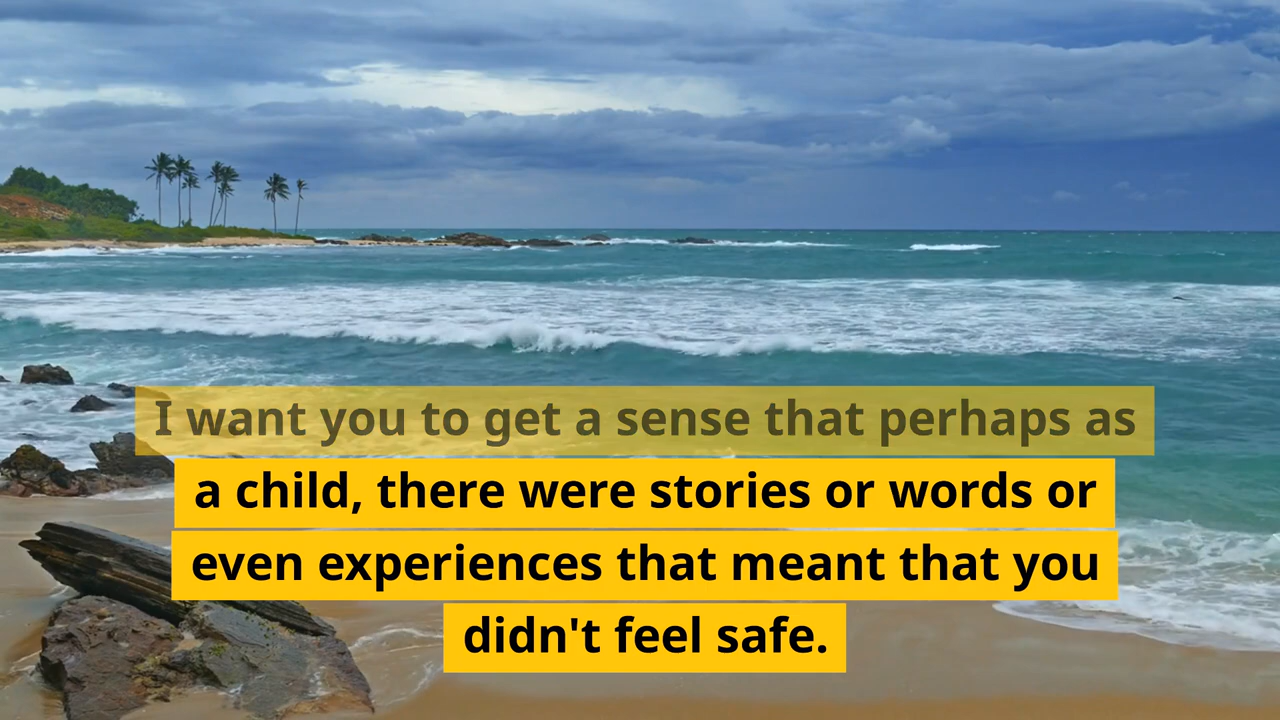 I want you to get a sense that perhaps as
a child, there were stories or words or
even experiences that meant that you
didn't feel safe.